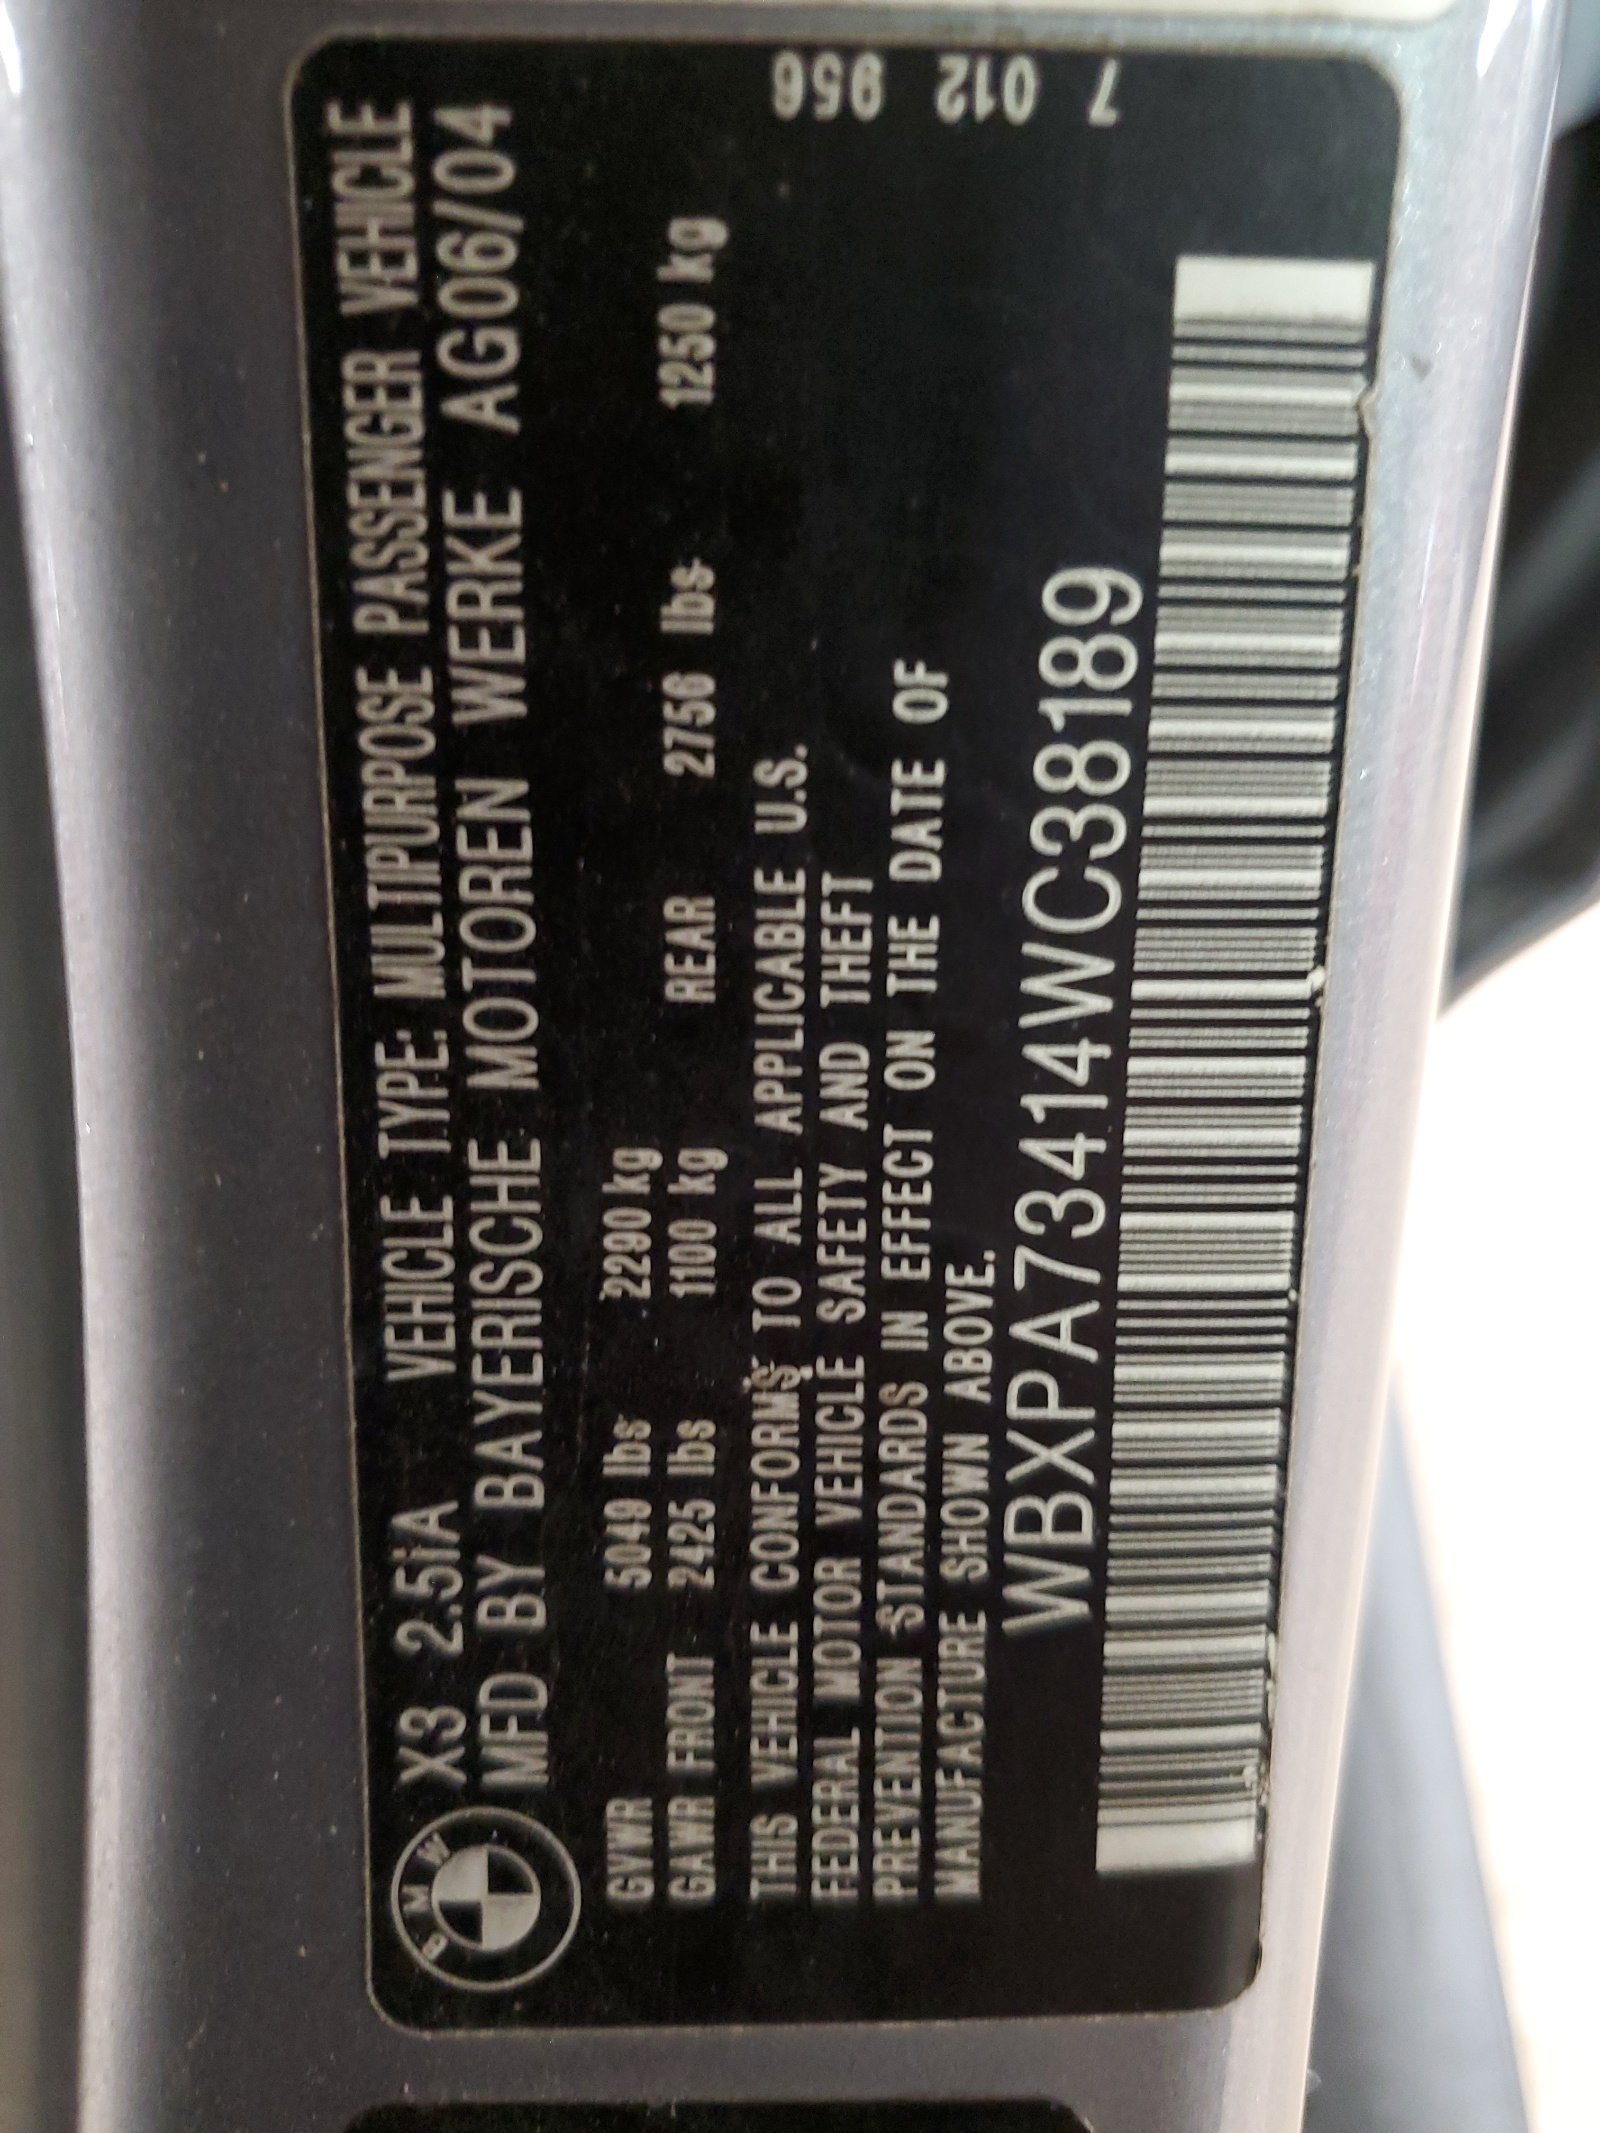 BMW
X3 2.5iA VEHICLE TYPE: MULTIPURPOSE PASSENGER VEHICLE
MFD BY BAYERISCHE MOTOREN WERKE AG06/04
GVWR 5049 lbs 2290 kg
GAWR FRONT 2425 lbs 1100 kg REAR 2756 lbs 1250 kg
THIS VEHICLE CONFORMS TO ALL APPLICABLE U.S.
FEDERAL MOTOR VEHICLE SAFETY AND THEFT
PREVENTION STANDARDS IN EFFECT ON THE DATE OF
MANUFACTURE SHOWN ABOVE.
WBXPA73414WC38189
7 012 956